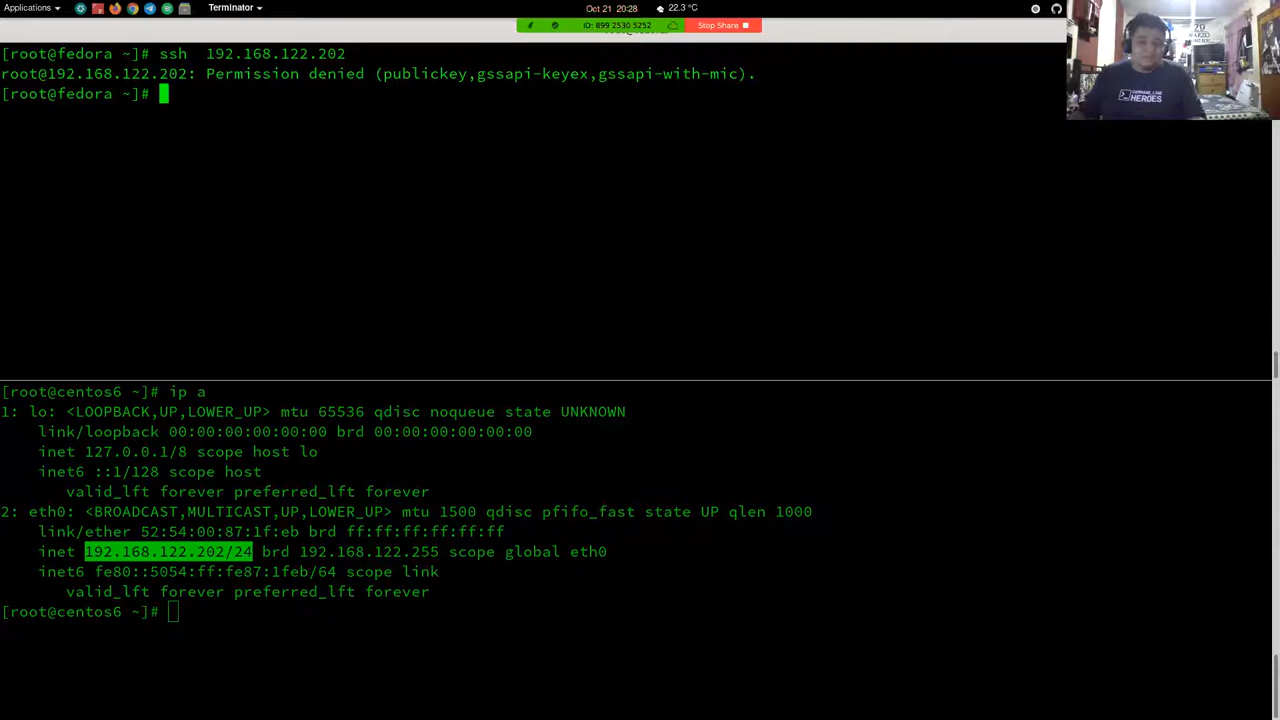 Applications
Terminator
Oct 21 20:28
22.3 °C
ID: 899 2530 5252
Stop Share
[root@fedora ~]# ssh  192.168.122.202
root@192.168.122.202: Permission denied (publickey,gssapi-keyex,gssapi-with-mic).
[root@fedora ~]#
COMMAND_LINE
HEROES
[root@centos6 ~]# ip a
1: lo: <LOOPBACK,UP,LOWER_UP> mtu 65536 qdisc noqueue state UNKNOWN
link/loopback 00:00:00:00:00:00 brd 00:00:00:00:00:00
inet 127.0.0.1/8 scope host lo
inet6 ::1/128 scope host
valid_lft forever preferred_lft forever
2: eth0: <BROADCAST,MULTICAST,UP,LOWER_UP> mtu 1500 qdisc pfifo_fast state UP qlen 1000
link/ether 52:54:00:87:1f:eb brd ff:ff:ff:ff:ff:ff
inet 192.168.122.202/24 brd 192.168.122.255 scope global eth0
inet6 fe80::5054:ff:fe87:1feb/64 scope link
valid_lft forever preferred_lft forever
[root@centos6 ~]#